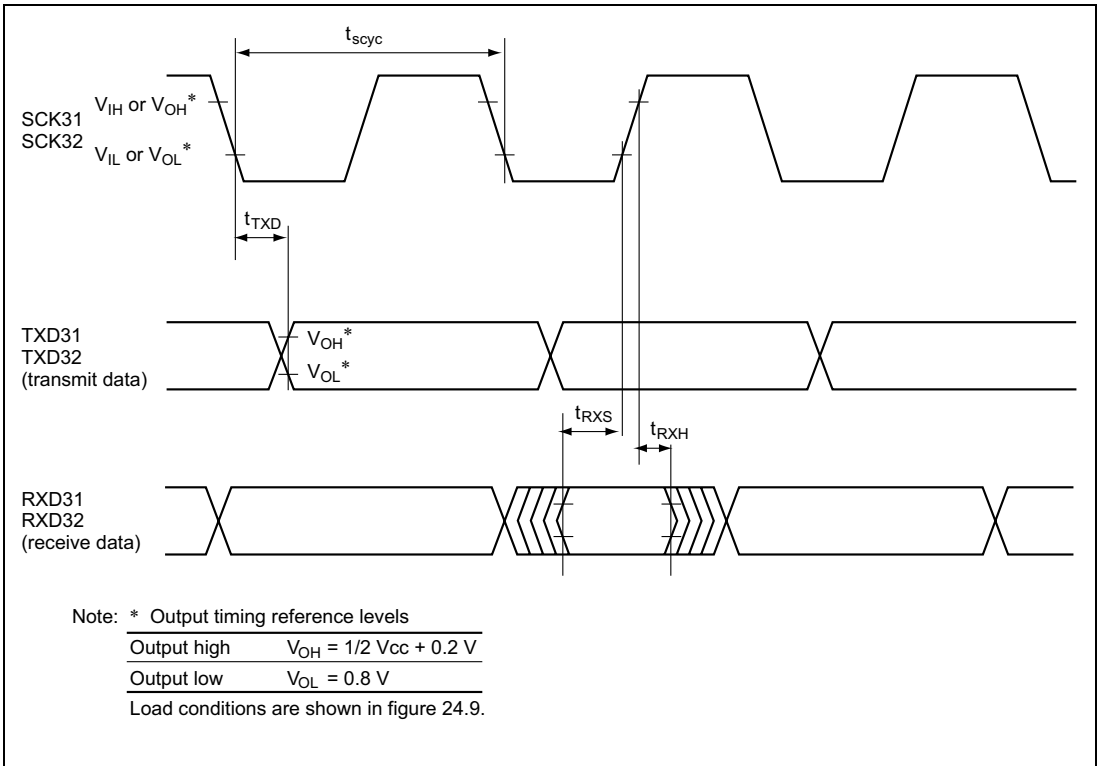 tscyc
SCK31
SCK32
VIH or VOH*
VIL or VOL*
tTXD
TXD31
TXD32
(transmit data)
VOH*
VOL*
tRXS
tRXH
RXD31
RXD32
(receive data)
Note: * Output timing reference levels
Output high VOH = 1/2 Vcc + 0.2 V
Output low VOL = 0.8 V
Load conditions are shown in figure 24.9.